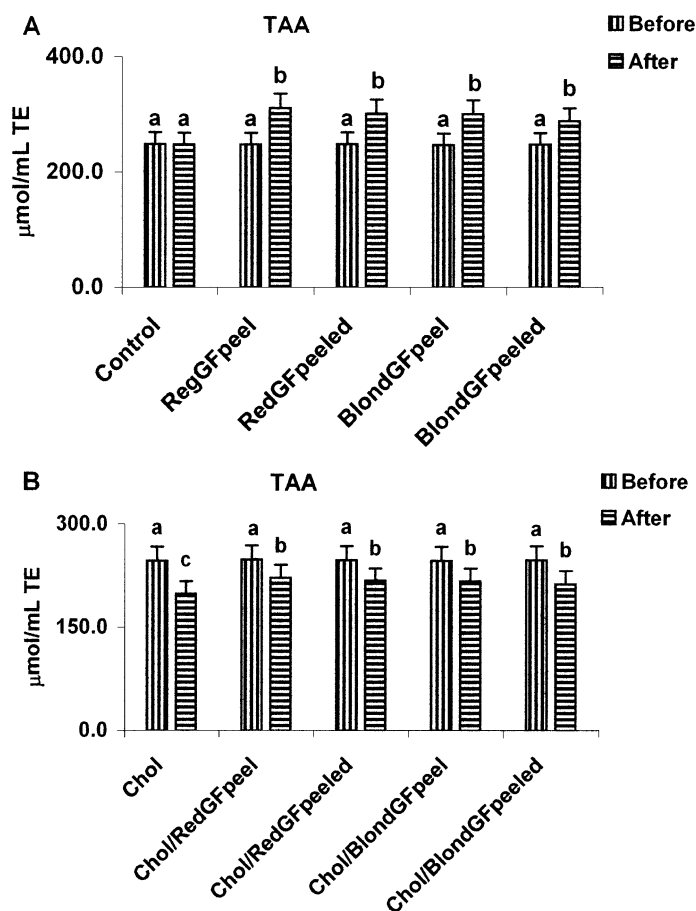 A
TAA
Before
After
400.0
200.0
0.0
µmol/mL TE
a a a b a b a b a b
Control
RegGFpeel
RedGFpeeled
BlondGFpeel
BlondGFpeeled
B
TAA
Before
After
300.0
150.0
0.0
µmol/mL TE
a c a b a b a b a b
Chol
Chol/RedGFpeel
Chol/RedGFpeeled
Chol/BlondGFpeel
Chol/BlondGFpeeled